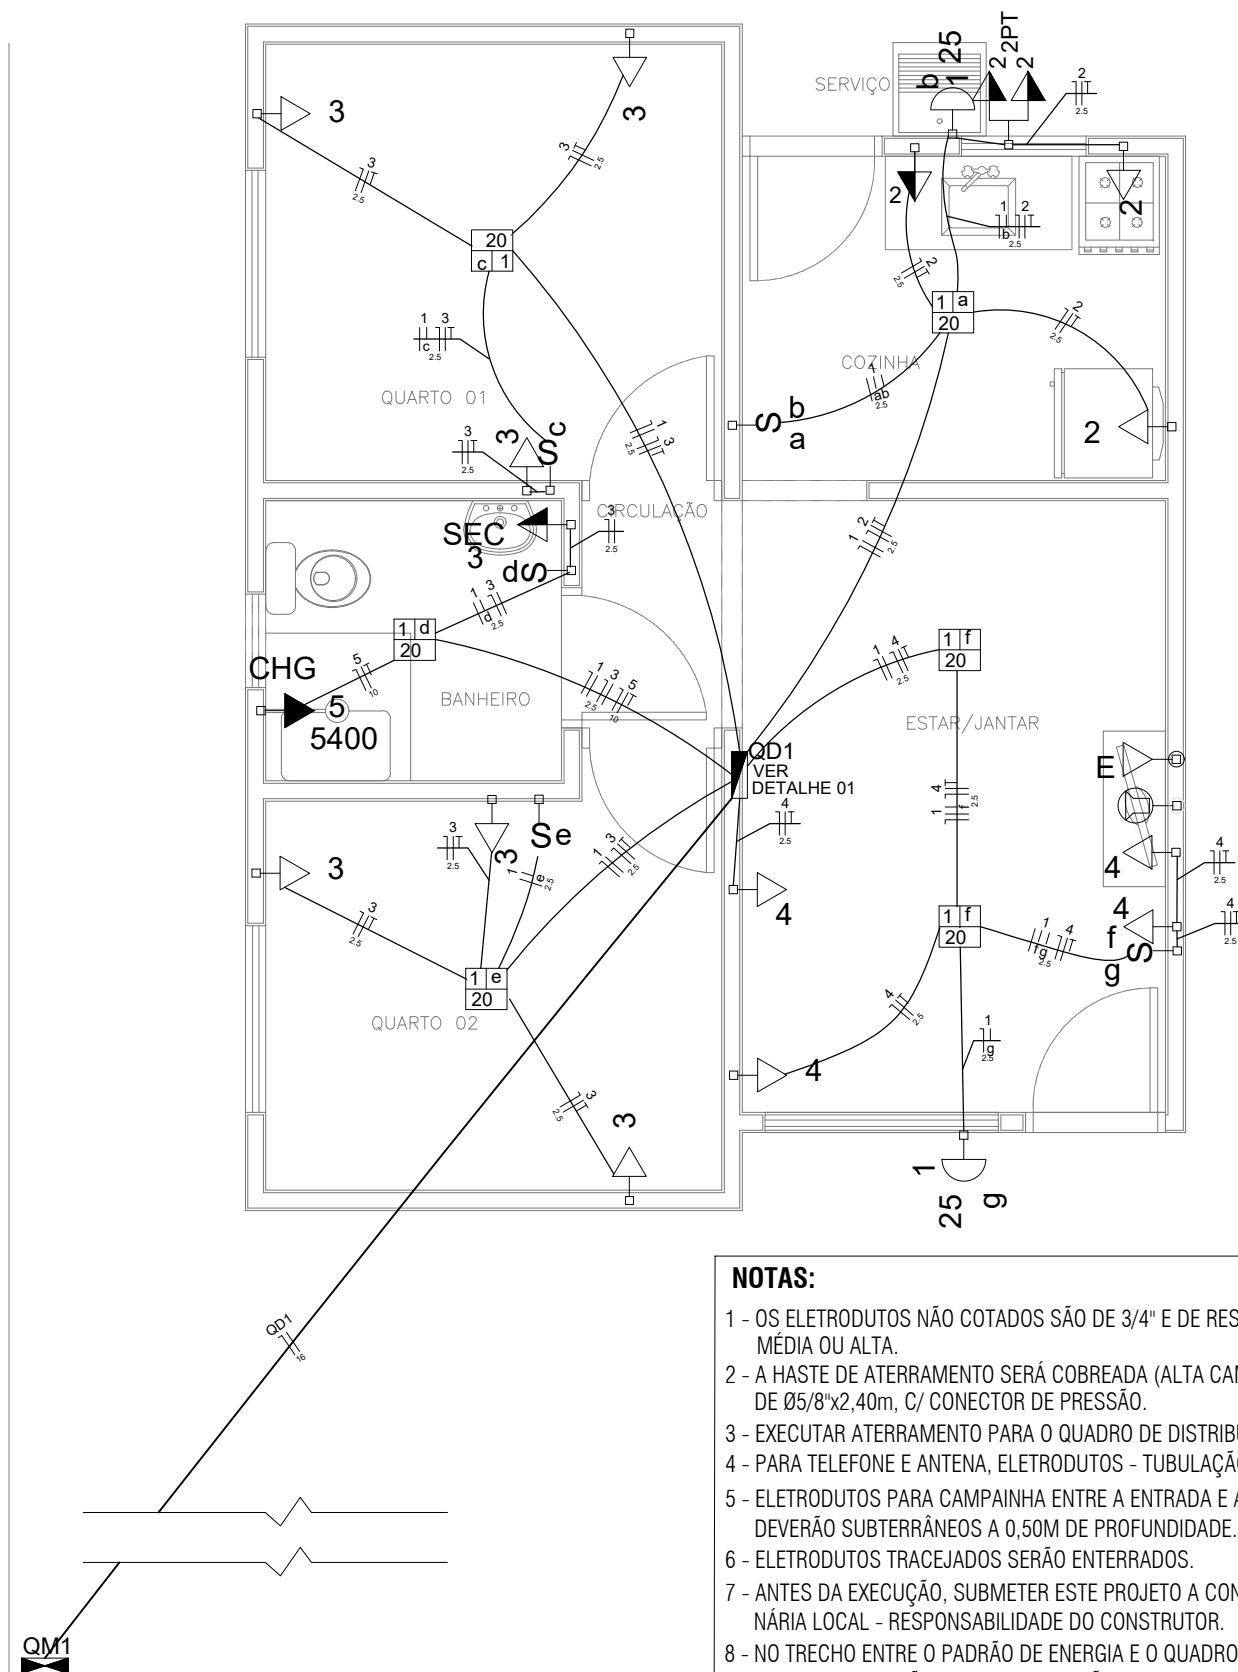 SERVIÇO
b
1
25
2
2PT
2
2
2.5
3
3
3
2.5
3
2.5
20
c
1
1
3
c
2.5
QUARTO 01
3
Sc
3
2.5
2
2
1
2
b
2.5
2
2.5
1
a
20
COZINHA
2
2.5
2
S
b
a
1
ab
2.5
1
3
2.5
CIRCULAÇÃO
SEC
3
3
2.5
dS
1
3
d
2.5
1
2
2.5
1
d
20
5
10
CHG
5
5400
BANHEIRO
1
3
5
2.5
10
1
4
2.5
1
f
20
ESTAR/JANTAR
QD1
VER
DETALHE 01
4
2.5
1
4
f
2.5
E
4
4
2.5
4
f
g
S
4
2.5
3
2.5
3
Se
1
e
2.5
1
3
2.5
3
3
2.5
4
1
f
20
1
4
fg
2.5
1
e
20
QUARTO 02
4
2.5
4
1
g
2.5
3
2.5
3
1
25
g
QD1
16
QM1
NOTAS:
1 - OS ELETRODUTOS NÃO COTADOS SÃO DE 3/4" E DE RES
MÉDIA OU ALTA.
2 - A HASTE DE ATERRAMENTO SERÁ COBREADA (ALTA CAM
DE Ø5/8"x2,40m, C/ CONECTOR DE PRESSÃO.
3 - EXECUTAR ATERRAMENTO PARA O QUADRO DE DISTRIBU
4 - PARA TELEFONE E ANTENA, ELETRODUTOS - TUBULAÇÃO
5 - ELETRODUTOS PARA CAMPAINHA ENTRE A ENTRADA E A
DEVERÃO SUBTERRÂNEOS A 0,50M DE PROFUNDIDADE.
6 - ELETRODUTOS TRACEJADOS SERÃO ENTERRADOS.
7 - ANTES DA EXECUÇÃO, SUBMETER ESTE PROJETO A CON
NÁRIA LOCAL - RESPONSABILIDADE DO CONSTRUTOR.
8 - NO TRECHO ENTRE O PADRÃO DE ENERGIA E O QUADRO